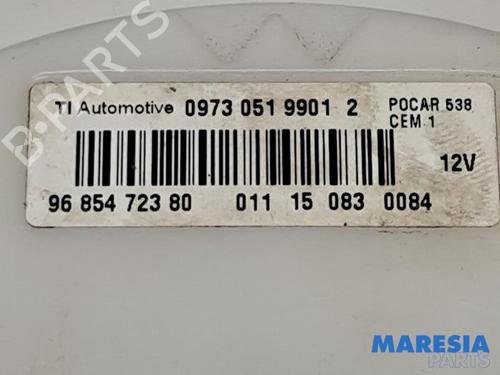 B-PARTS
TI Automotive 0973 051 9901 2 POCAR 538
CEM 1
12V
96 854 723 80 011 15 083 0084
MARESIA
PARTS